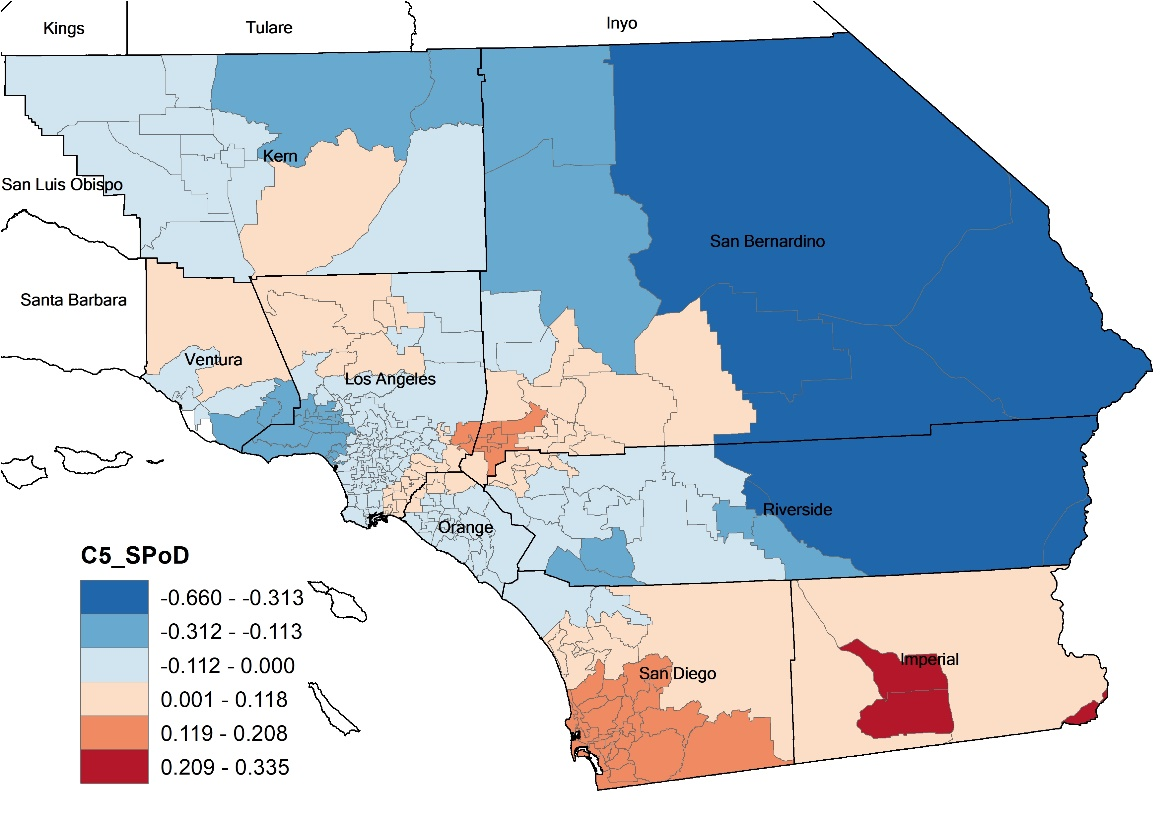 Kings
Tulare
Inyo
Kern
San Luis Obispo
San Bernardino
Santa Barbara
Ventura
Los Angeles
Riverside
Orange
San Diego
Imperial
C5_SPoD
-0.660 - -0.313
-0.312 - -0.113
-0.112 - 0.000
0.001 - 0.118
0.119 - 0.208
0.209 - 0.335